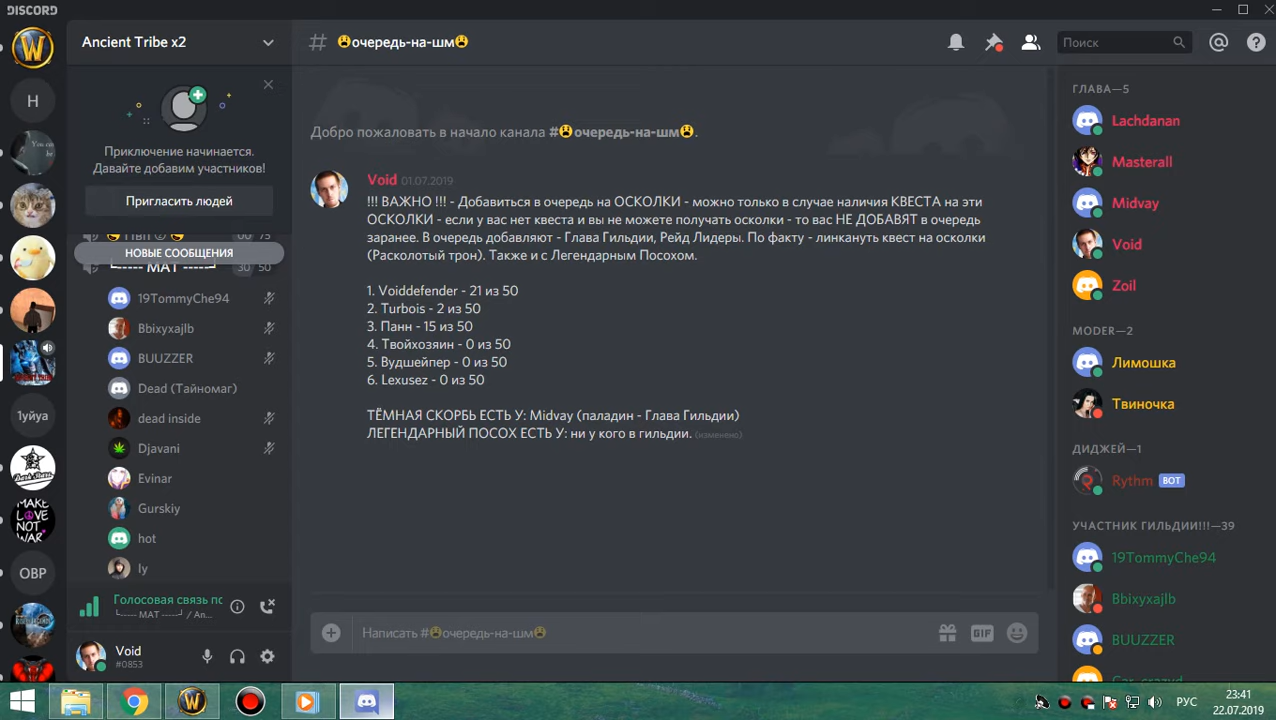 DISCORD
Ancient Tribe x2
Приключение начинается.
Давайте добавим участников!
Пригласить людей
НОВЫЕ СООБЩЕНИЯ
└----- МАТ -----┘
30 50
19TommyChe94
Bbixyxajlb
BUUZZER
Dead (Тайномаг)
dead inside
Djavani
Evinar
Gurskiy
hot
Iy
Голосовая связь по
└----- МАТ -----┘ / An...
Void
#0853
H
1уйуа
MAKE LOVE NOT WAR
ОВР
# 😩очередь-на-шм😩
Поиск
Добро пожаловать в начало канала #😩очередь-на-шм😩.
Void 01.07.2019
!!! ВАЖНО !!! - Добавиться в очередь на ОСКОЛКИ - можно только в случае наличия КВЕСТА на эти
ОСКОЛКИ - если у вас нет квеста и вы не можете получать осколки - то вас НЕ ДОБАВЯТ в очередь
заранее. В очередь добавляют - Глава Гильдии, Рейд Лидеры. По факту - линкануть квест на осколки
(Расколотый трон). Также и с Легендарным Посохом.
1. Voiddefender - 21 из 50
2. Turbois - 2 из 50
3. Панн - 15 из 50
4. Твойхозяин - 0 из 50
5. Вудшейпер - 0 из 50
6. Lexusez - 0 из 50
ТЁМНАЯ СКОРБЬ ЕСТЬ У: Midvay (паладин - Глава Гильдии)
ЛЕГЕНДАРНЫЙ ПОСОХ ЕСТЬ У: ни у кого в гильдии. (изменено)
Написать #😩очередь-на-шм😩
GIF
ГЛАВА—5
Lachdanan
Masterall
Midvay
Void
Zoil
MODER—2
Лимошка
Твиночка
ДИДЖЕЙ—1
Rythm BOT
УЧАСТНИК ГИЛЬДИИ!!!—39
19TommyChe94
Bbixyxajlb
BUUZZER
РУС
23:41
22.07.2019